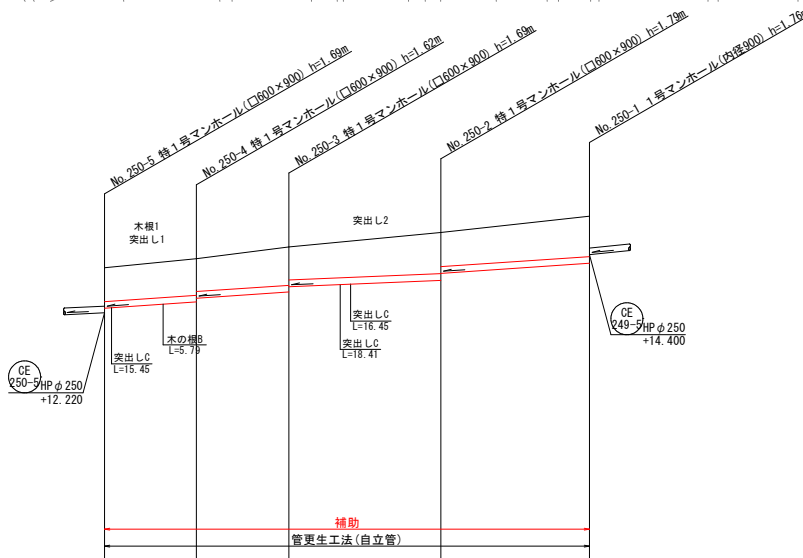 No.250-5 特1号マンホール(□600×900) h=1.69m
No.250-4 特1号マンホール(□600×900) h=1.62m
No.250-3 特1号マンホール(□600×900) h=1.69m
No.250-2 特1号マンホール(□600×900) h=1.79m
No.250-1 1号マンホール(内径900) h=1.76m
木根1
突出し1
突出し2
突出しC
L=16.45
突出しC
L=18.41
木の根B
L=5.79
突出しC
L=15.45
CE
250-5
HPφ250
+12.220
CE
249-5
HPφ250
+14.400
補助
管更生工法(自立管)